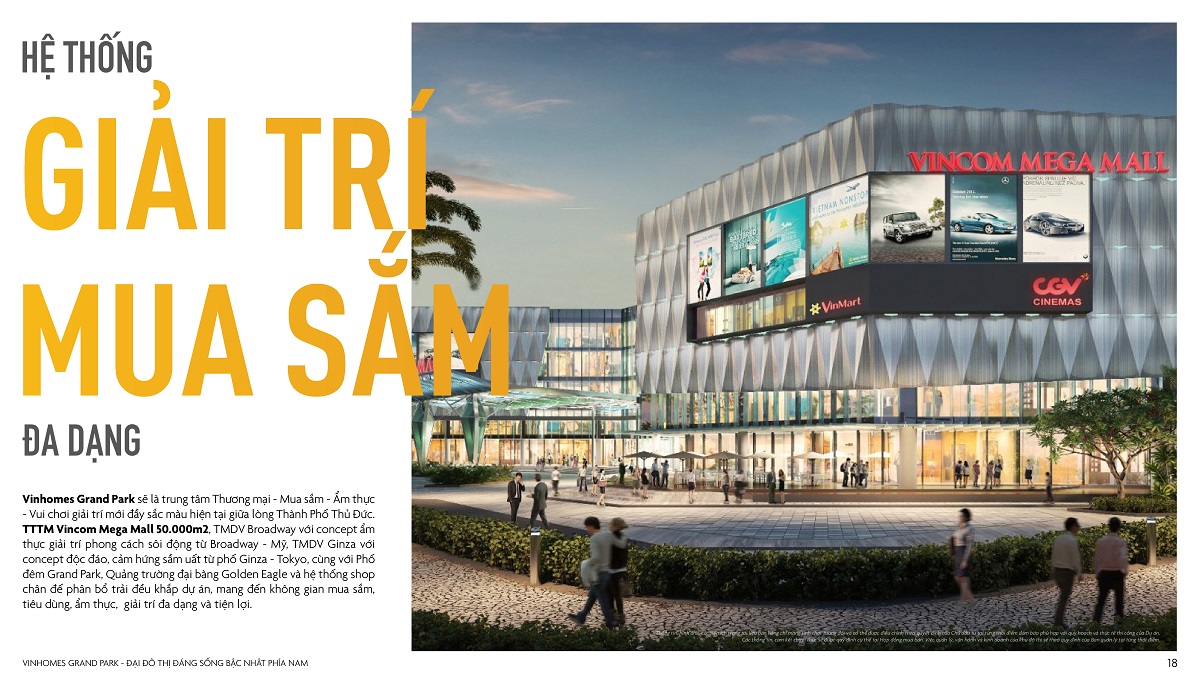 HỆ THỐNG
GIẢI TRÍ
MUA SẮM
ĐA DẠNG
Vinhomes Grand Park sẽ là trung tâm Thương mại - Mua sắm - Ẩm thực
- Vui chơi giải trí mới đầy sắc màu hiện tại giữa lòng Thành Phố Thủ Đức.
TTTM Vincom Mega Mall 50.000m2, TMDV Broadway với concept ẩm
thực giải trí phong cách sôi động từ Broadway - Mỹ, TMDV Ginza với
concept độc đáo, cảm hứng sầm uất từ phố Ginza - Tokyo, cùng với Phố
đêm Grand Park, Quảng trường đại bàng Golden Eagle và hệ thống shop
chân đế phân bổ trải đều khắp dự án, mang đến không gian mua sắm,
tiêu dùng, ẩm thực, giải trí đa dạng và tiện lợi.
VINCOM MEGA MALL
VIETNAM NONSTOP
VinMart
CGV
CINEMAS
VINHOMES GRAND PARK - ĐẠI ĐÔ THỊ ĐÁNG SỐNG BẬC NHẤT PHÍA NAM
18